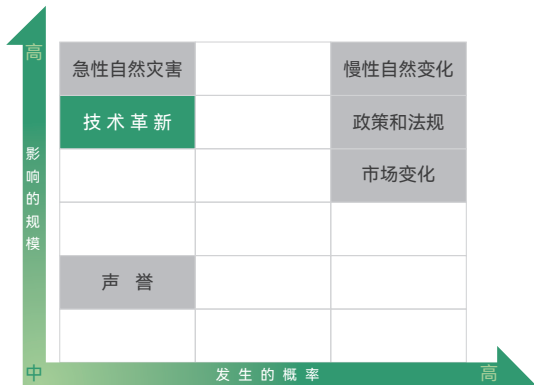 高
急性自然灾害
慢性自然变化
技术革新
政策和法规
市场变化
影响的规模
声誉
中
发生的概率
高